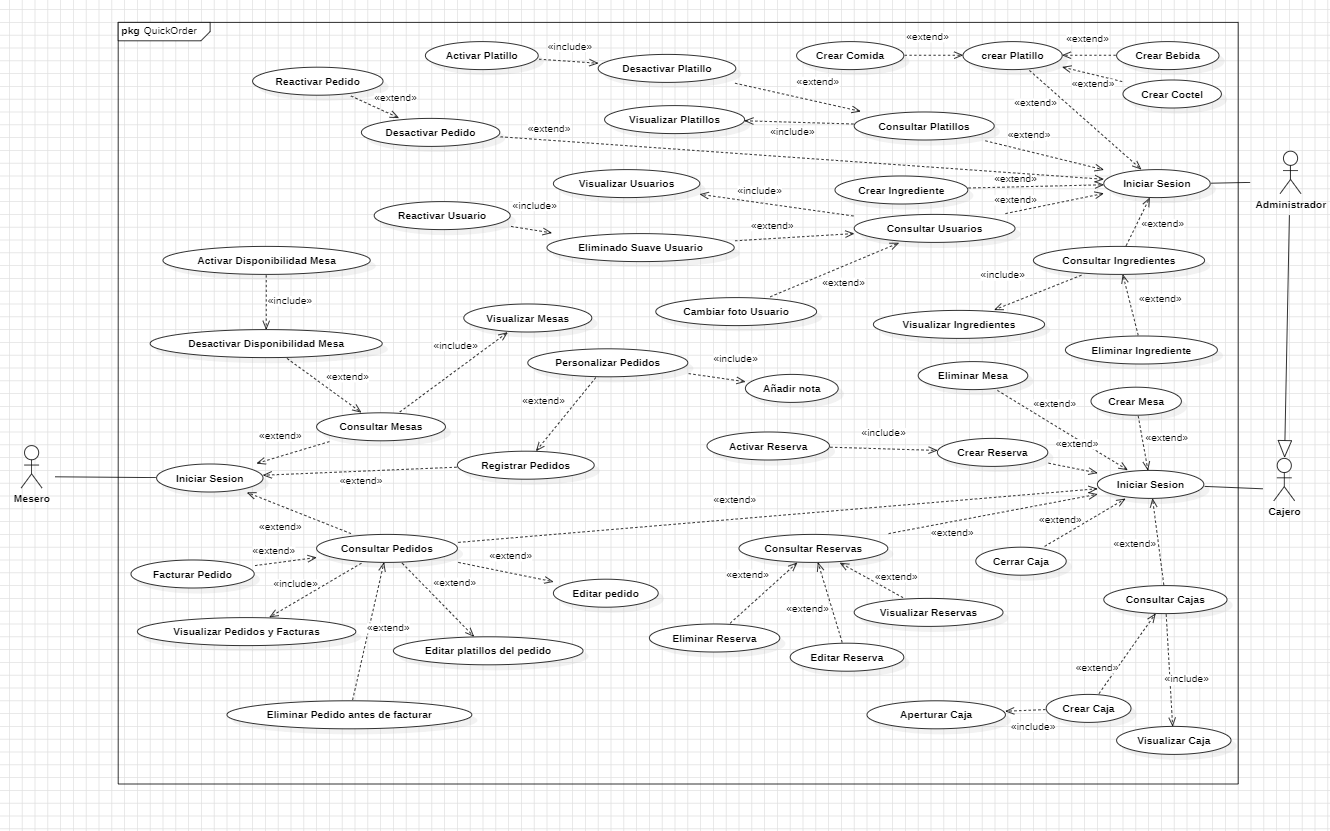 pkg QuickOrder
Activar Platillo
«include»
Desactivar Platillo
Crear Comida
«extend»
crear Platillo
«extend»
Crear Bebida
Reactivar Pedido
«extend»
«extend»
«extend»
Crear Coctel
Desactivar Pedido
«extend»
Visualizar Platillos
«include»
Consultar Platillos
«extend»
«extend»
Visualizar Usuarios
«include»
Crear Ingrediente
«extend»
Iniciar Sesion
Administrador
Reactivar Usuario
«include»
«extend»
Eliminado Suave Usuario
«extend»
Consultar Usuarios
«extend»
Activar Disponibilidad Mesa
Consultar Ingredientes
«include»
«include»
«extend»
Cambiar foto Usuario
«extend»
Visualizar Mesas
Visualizar Ingredientes
Desactivar Disponibilidad Mesa
«include»
Eliminar Ingrediente
«extend»
Personalizar Pedidos
«include»
Añadir nota
Eliminar Mesa
«extend»
Crear Mesa
«extend»
Consultar Mesas
«extend»
Activar Reserva
«include»
Crear Reserva
«extend»
«extend»
Mesero
Iniciar Sesion
«extend»
Registrar Pedidos
Iniciar Sesion
Cajero
«extend»
«extend»
«extend»
«extend»
Consultar Pedidos
«extend»
Consultar Reservas
Cerrar Caja
«extend»
Facturar Pedido
«extend»
«include»
«extend»
Editar pedido
«extend»
«extend»
Consultar Cajas
Visualizar Pedidos y Facturas
«extend»
Editar platillos del pedido
Eliminar Reserva
«extend»
Visualizar Reservas
Editar Reserva
«extend»
«include»
Eliminar Pedido antes de facturar
Aperturar Caja
«include»
Crear Caja
Visualizar Caja